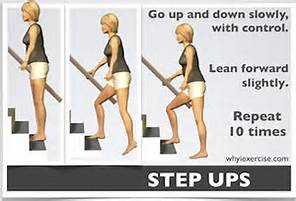 Go up and down slowly,
with control.
Lean forward
slightly.
Repeat
10 times
whyiexercise.com
STEP UPS